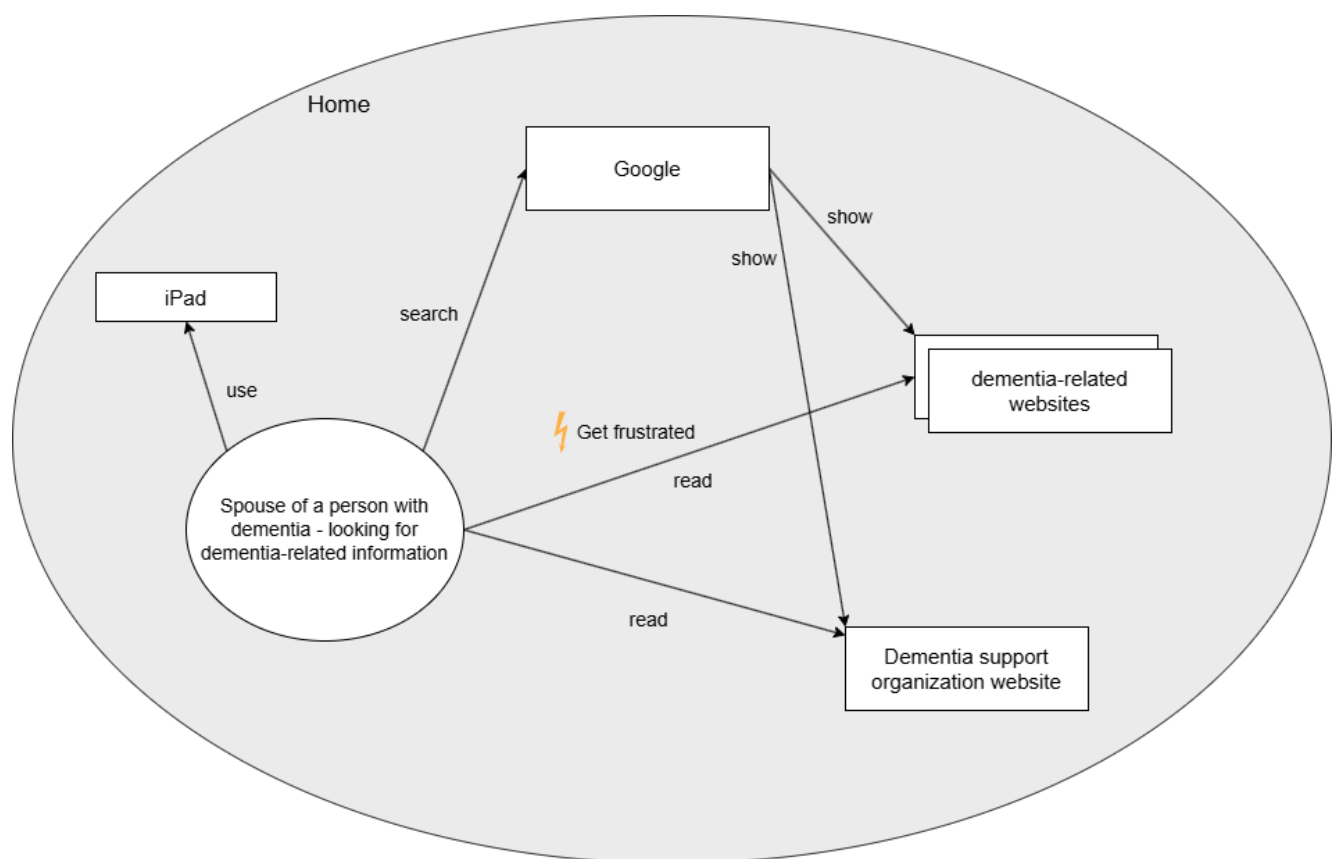 Home
Google
show
show
iPad
search
dementia-related
websites
use
Get frustrated
read
Spouse of a person with
dementia - looking for
dementia-related information
read
Dementia support
organization website